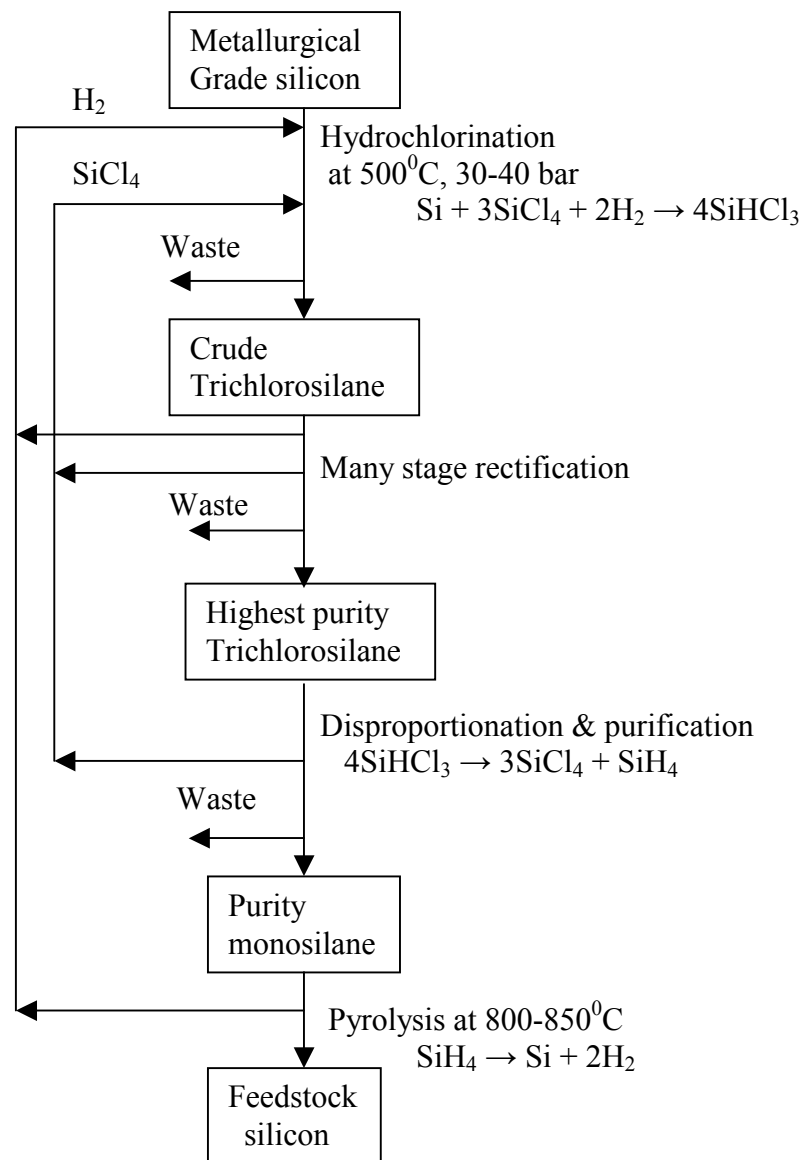 Metallurgical
Grade silicon
H₂
Hydrochlorination
at 500⁰C, 30-40 bar
SiCl₄
Si + 3SiCl₄ + 2H₂ → 4SiHCl₃
Waste
Crude
Trichlorosilane
Many stage rectification
Waste
Highest purity
Trichlorosilane
Disproportionation & purification
4SiHCl₃ → 3SiCl₄ + SiH₄
Waste
Purity
monosilane
Pyrolysis at 800-850⁰C
SiH₄ → Si + 2H₂
Feedstock
silicon